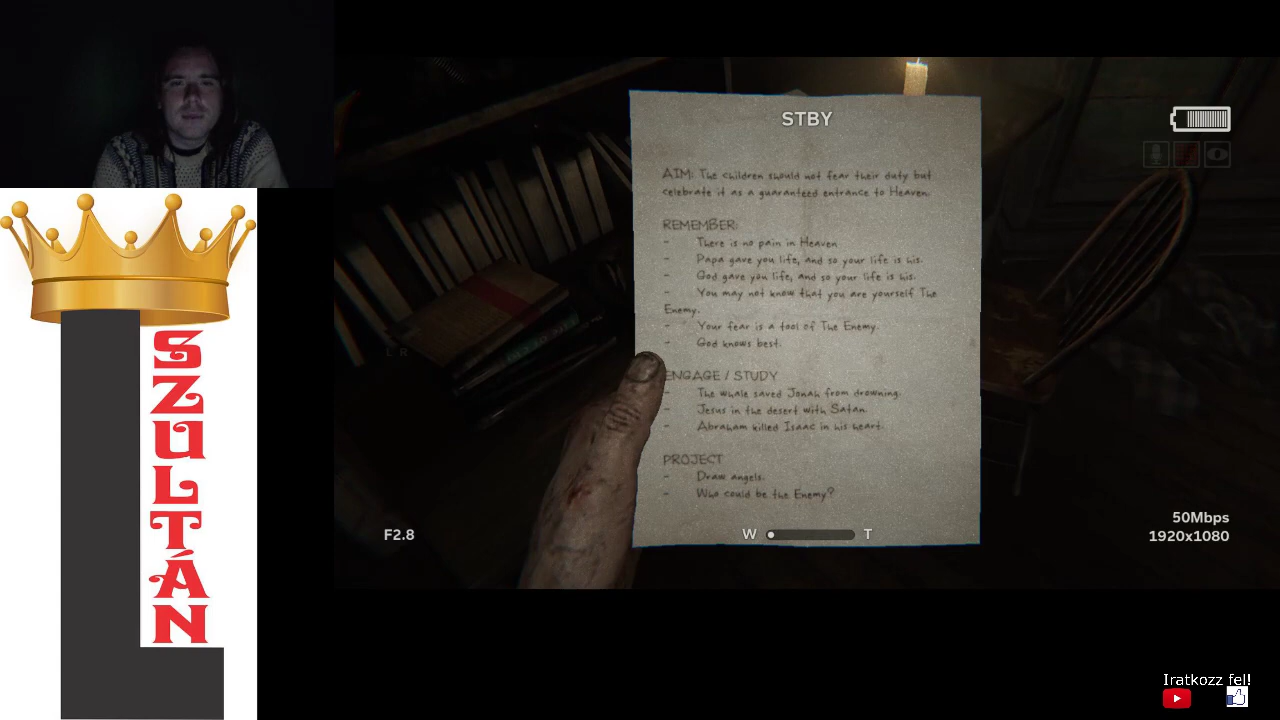 STBY
AIM: The children should not fear their duty but
celebrate it as a guaranteed entrance to Heaven.
REMEMBER:
- There is no pain in Heaven
- Papa gave you life, and so your life is his.
- God gave you life, and so your life is his.
- You may not know that you are yourself The
Enemy.
- Your fear is a tool of The Enemy.
- God knows best.
ENGAGE / STUDY
- The whale saved Jonah from drowning.
- Jesus in the desert with Satan.
- Abraham killed Isaac in his heart.
PROJECT
- Draw angels.
- Who could be the Enemy?
L R
F2.8
W T
50Mbps
1920x1080
L
SZULTÁN
Iratkozz fel!